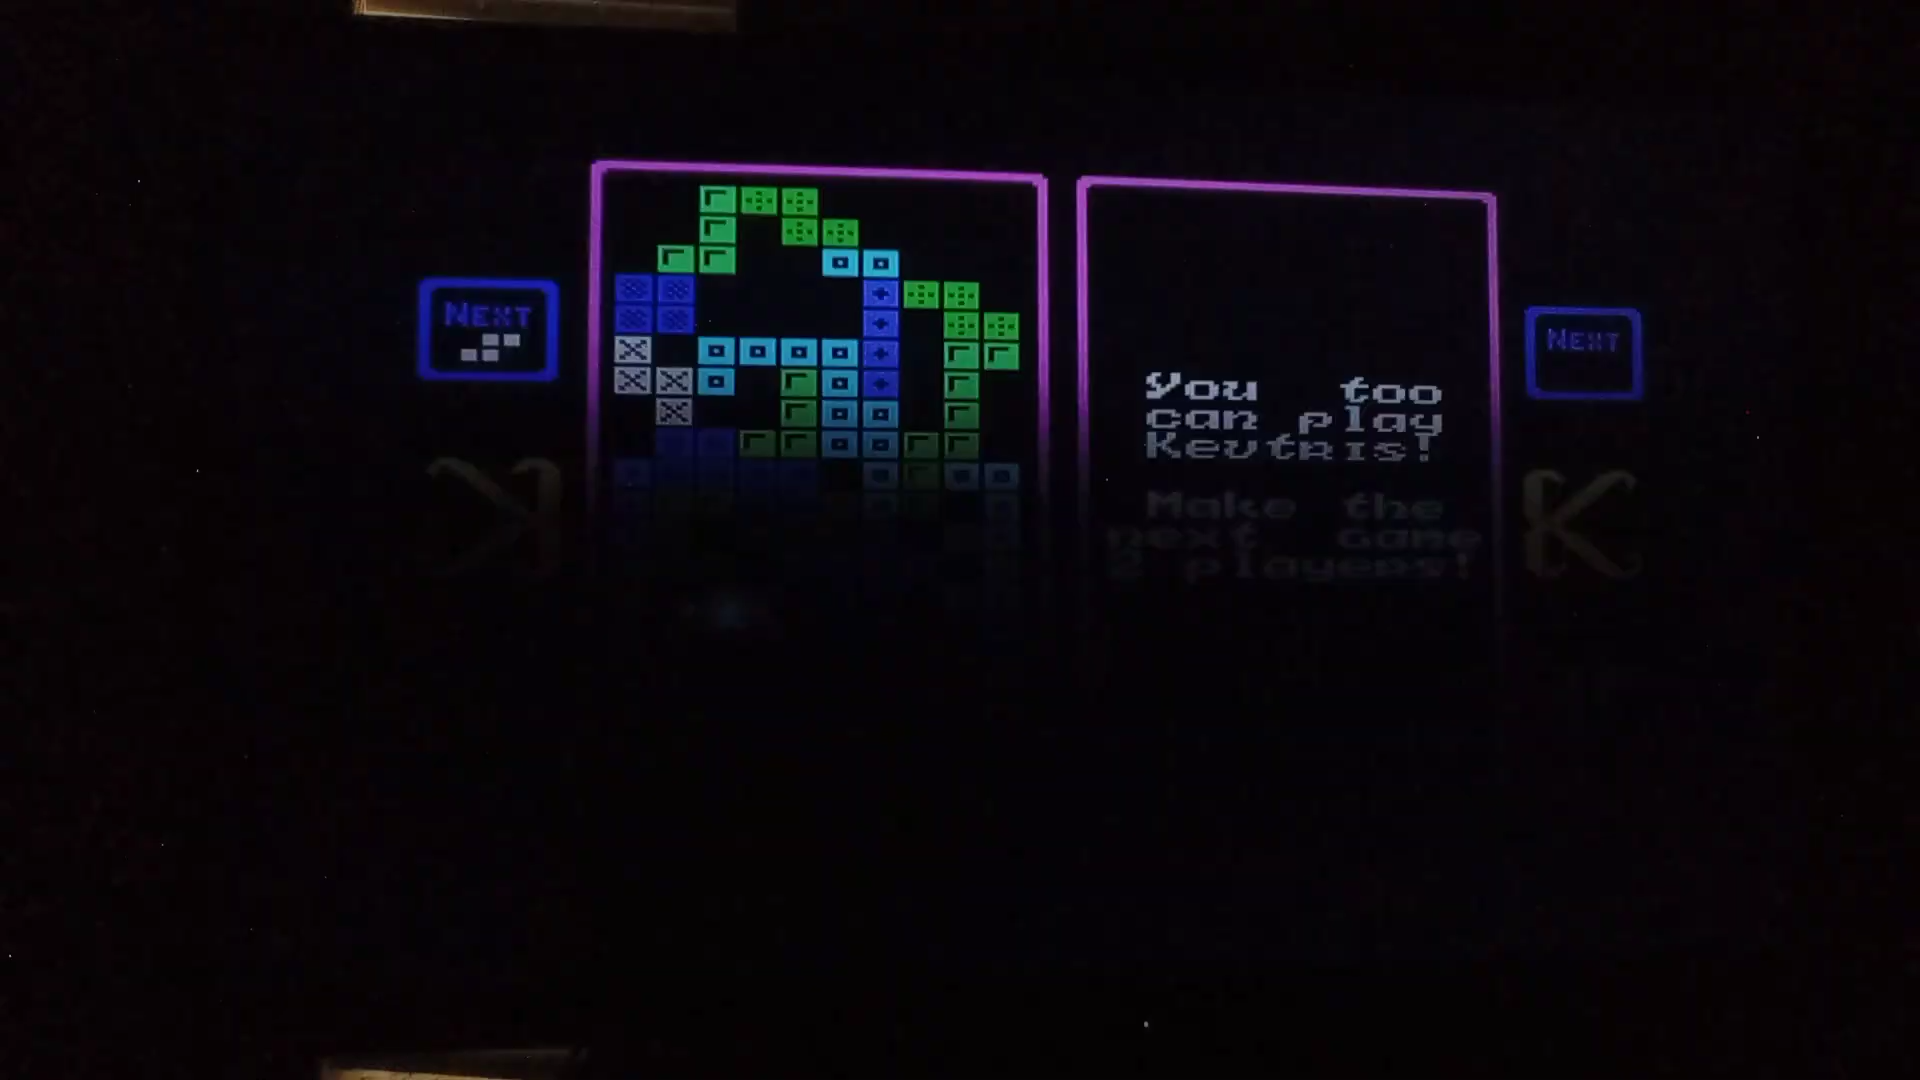 Next
You too
can play
Kevtris!
Make the
next game
2 players!
Next
K
K